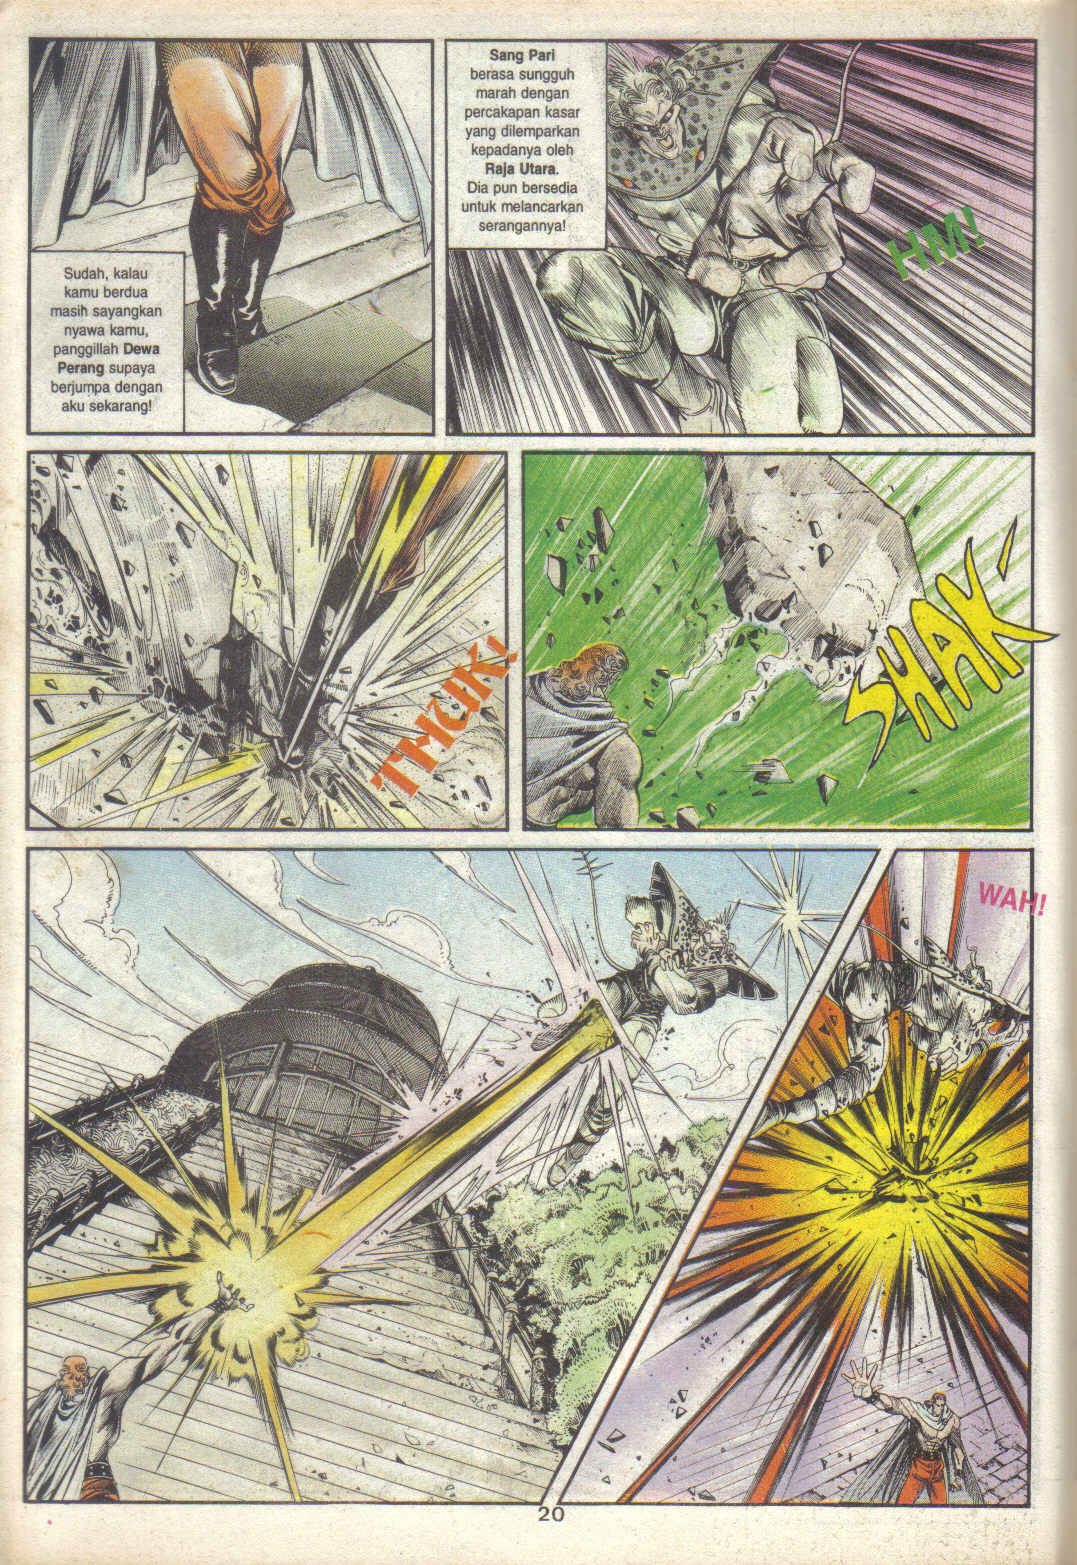 Sudah, kalau
kamu berdua
masih sayangkan
nyawa kamu,
panggillah Dewa
Perang supaya
berjumpa dengan
aku sekarang!
Sang Pari
berasa sungguh
marah dengan
percakapan kasar
yang dilemparkan
kepadanya oleh
Raja Utara.
Dia pun bersedia
untuk melancarkan
serangannya!
HM!
THUK!
SHAK-
WAH!
20